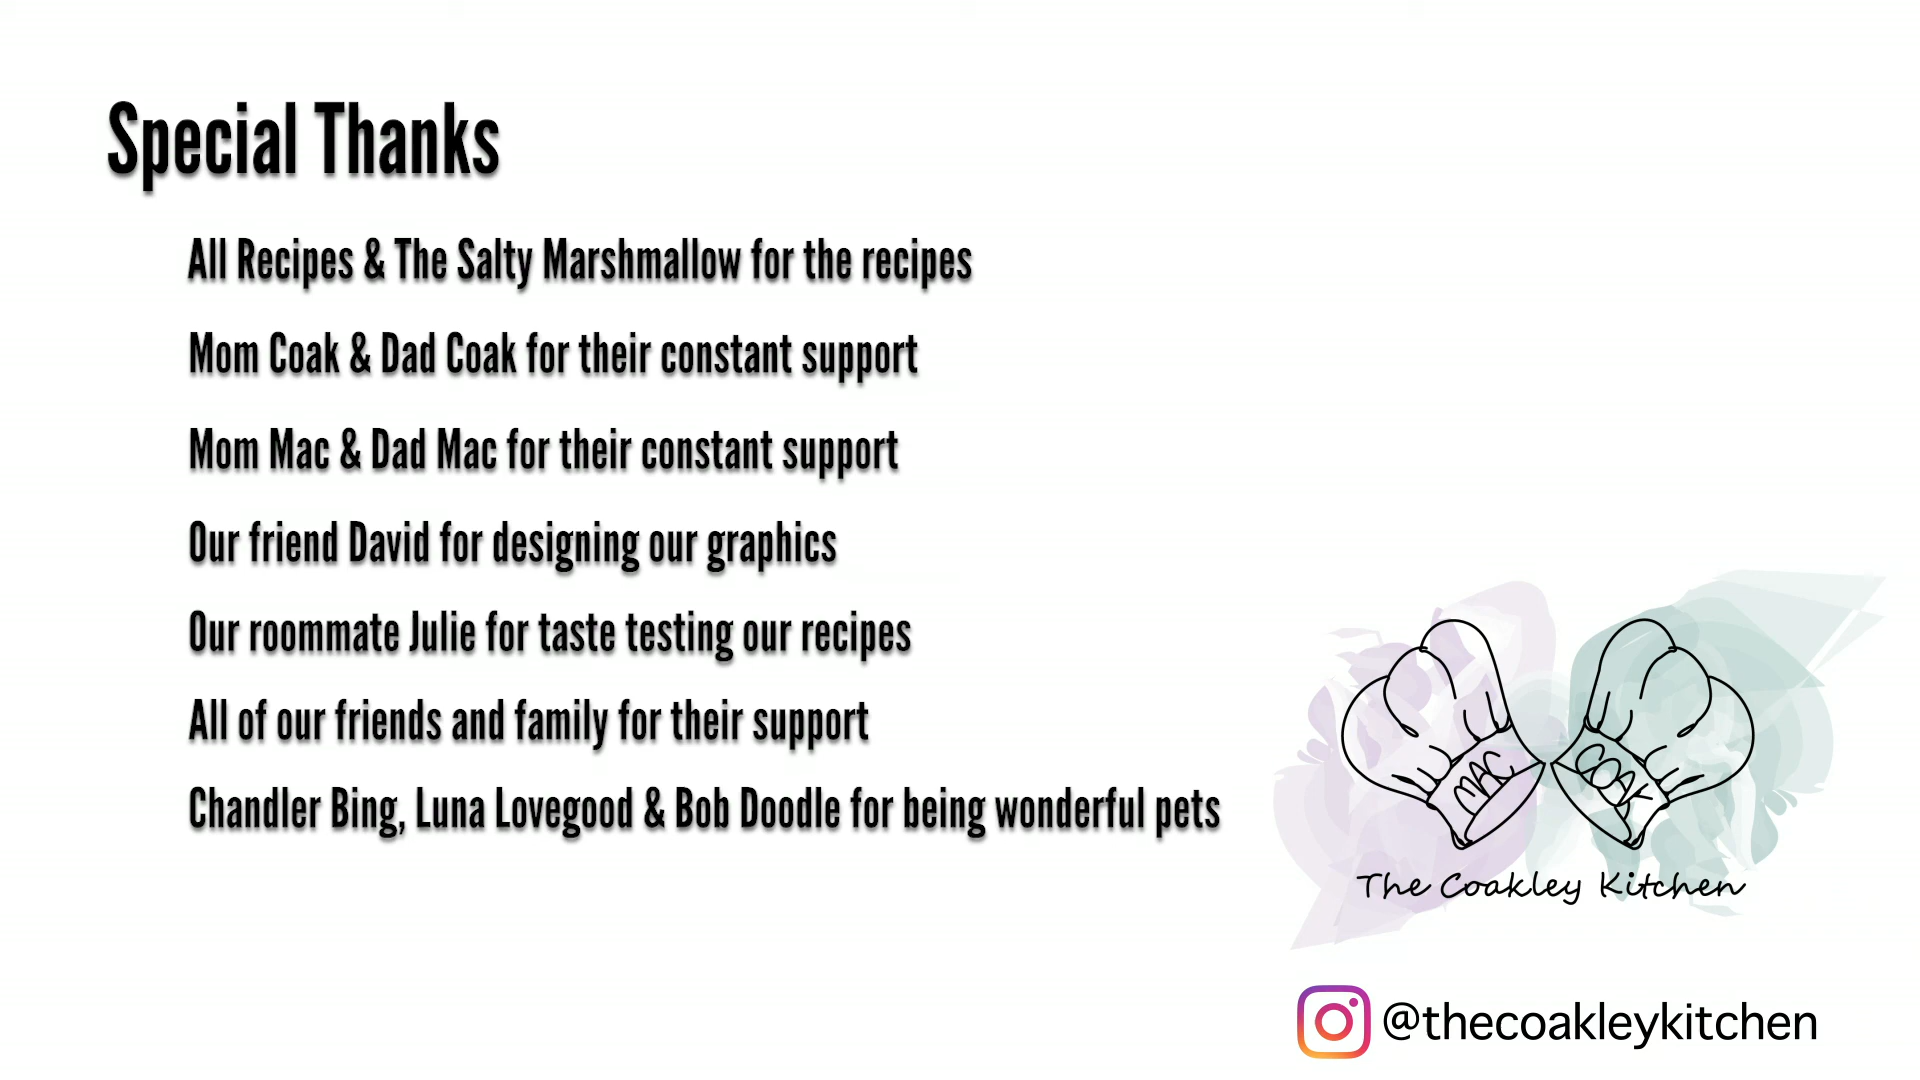 Special Thanks
All Recipes & The Salty Marshmallow for the recipes
Mom Coak & Dad Coak for their constant support
Mom Mac & Dad Mac for their constant support
Our friend David for designing our graphics
Our roommate Julie for taste testing our recipes
All of our friends and family for their support
Chandler Bing, Luna Lovegood & Bob Doodle for being wonderful pets
MAC
COAK
The Coakley Kitchen
@thecoakleykitchen